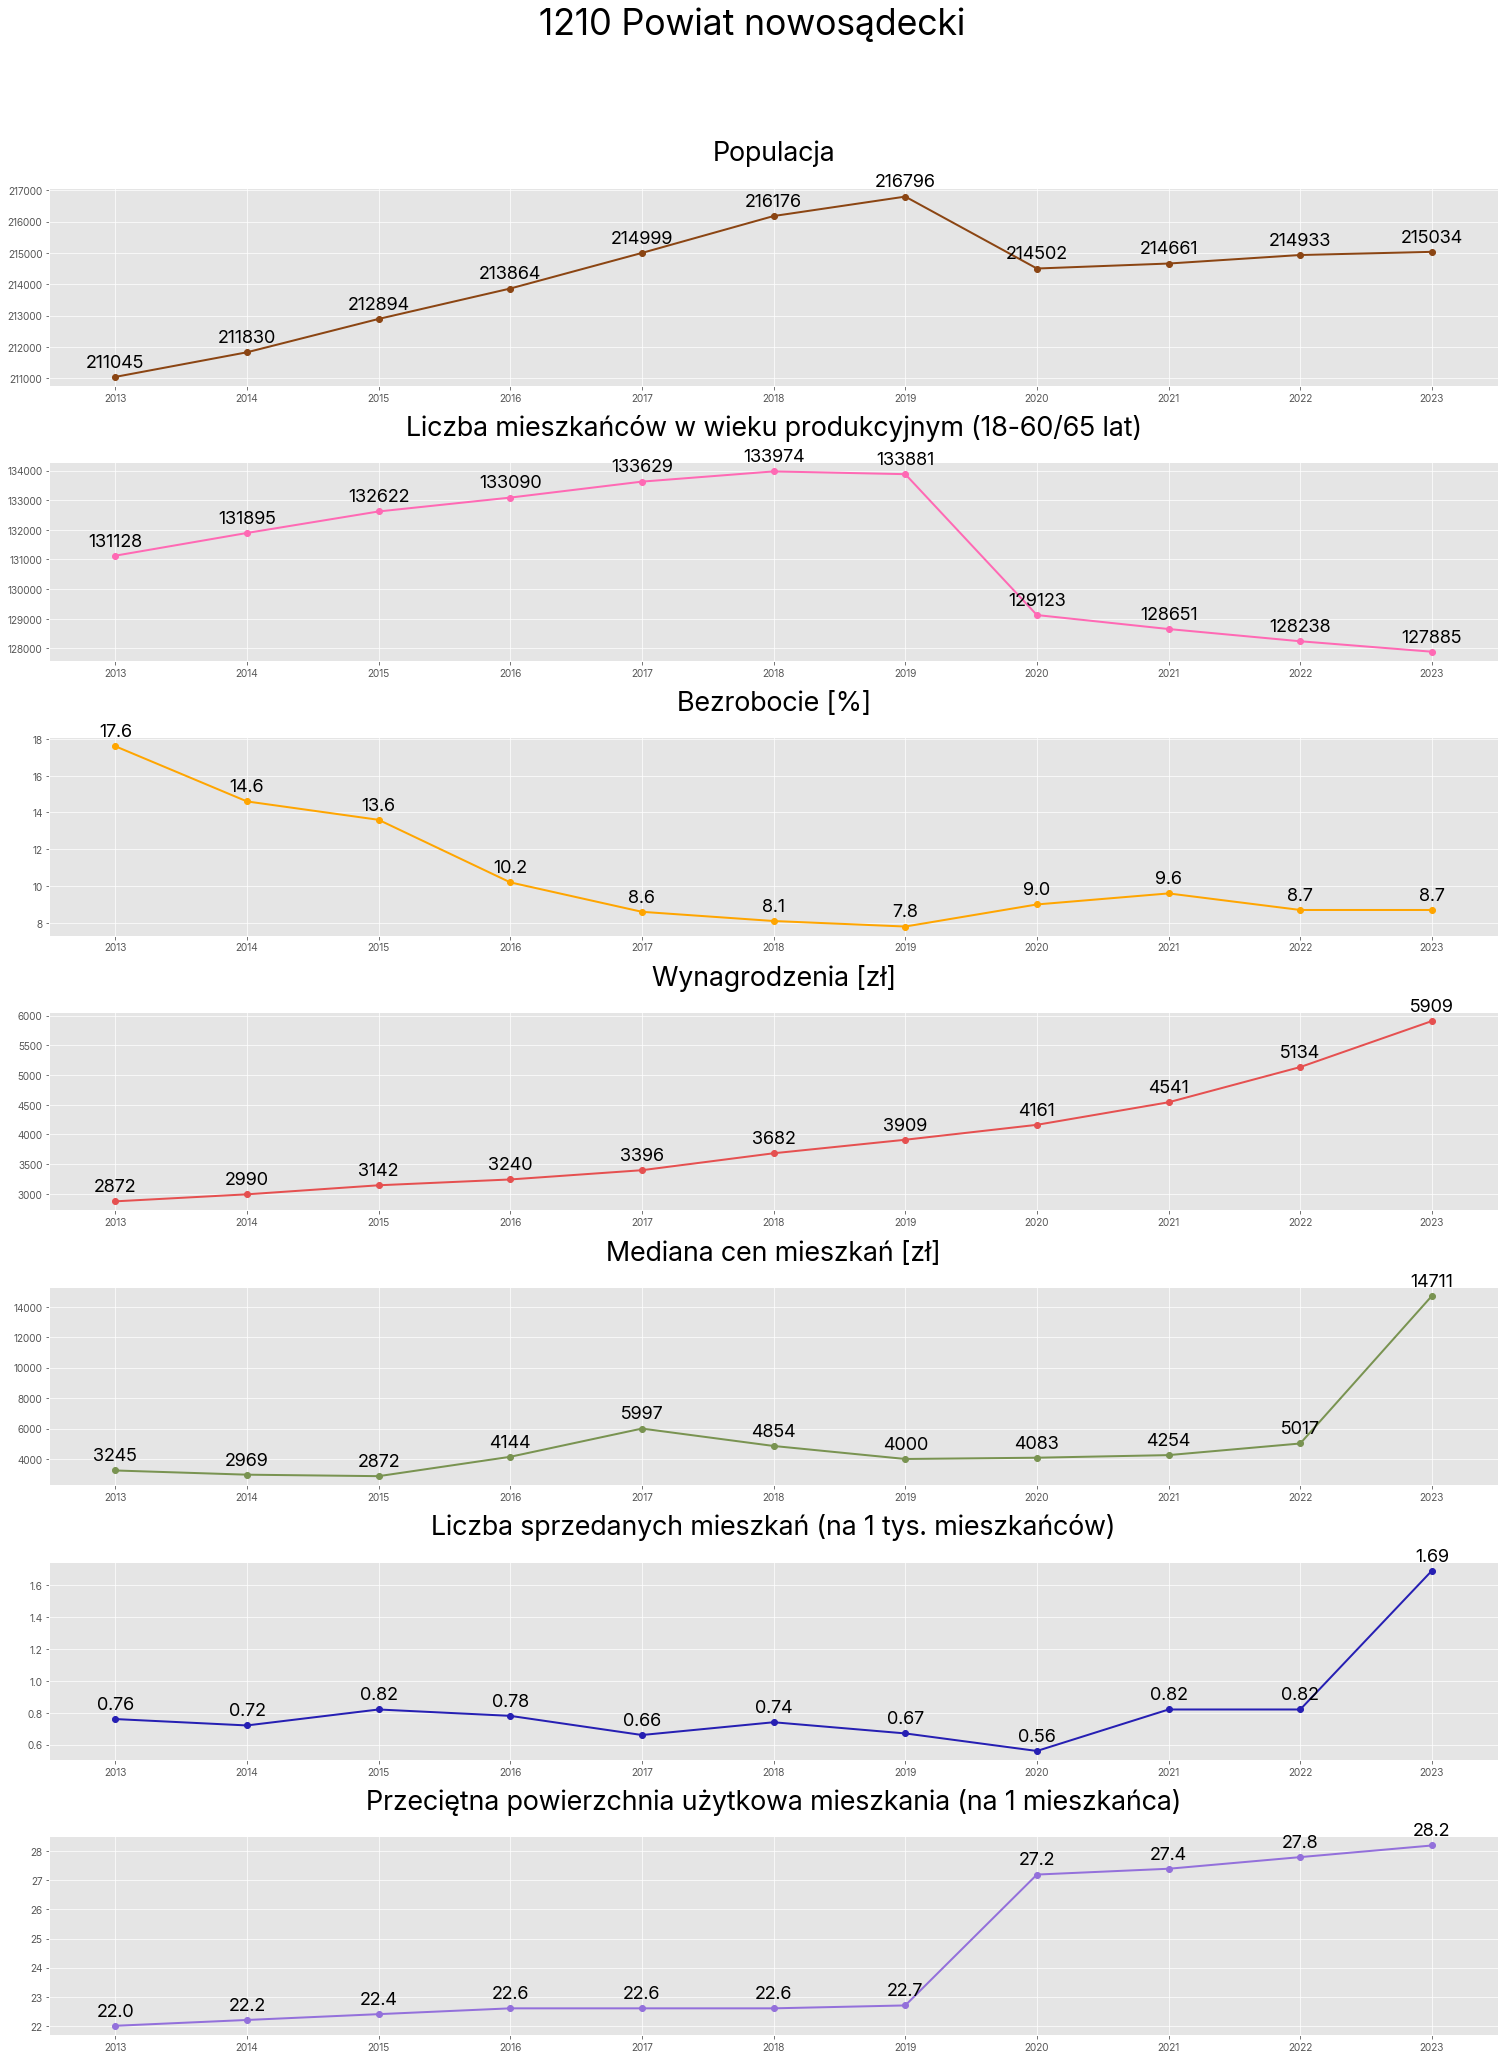 1210 Powiat nowosądecki
Populacja
217000
216000
215000
214000
213000
212000
211000
211045 211830 212894 213864 214999 216176 216796 214502 214661 214933 215034
2013 2014 2015 2016 2017 2018 2019 2020 2021 2022 2023
Liczba mieszkańców w wieku produkcyjnym (18-60/65 lat)
134000
133000
132000
131000
130000
129000
128000
131128 131895 132622 133090 133629 133974 133881 129123 128651 128238 127885
2013 2014 2015 2016 2017 2018 2019 2020 2021 2022 2023
Bezrobocie [%]
18
16
14
12
10
8
17.6 14.6 13.6 10.2 8.6 8.1 7.8 9.0 9.6 8.7 8.7
2013 2014 2015 2016 2017 2018 2019 2020 2021 2022 2023
Wynagrodzenia [zł]
6000
5500
5000
4500
4000
3500
3000
2872 2990 3142 3240 3396 3682 3909 4161 4541 5134 5909
2013 2014 2015 2016 2017 2018 2019 2020 2021 2022 2023
Mediana cen mieszkań [zł]
14000
12000
10000
8000
6000
4000
3245 2969 2872 4144 5997 4854 4000 4083 4254 5017 14711
2013 2014 2015 2016 2017 2018 2019 2020 2021 2022 2023
Liczba sprzedanych mieszkań (na 1 tys. mieszkańców)
1.6
1.4
1.2
1.0
0.8
0.6
0.76 0.72 0.82 0.78 0.66 0.74 0.67 0.56 0.82 0.82 1.69
2013 2014 2015 2016 2017 2018 2019 2020 2021 2022 2023
Przeciętna powierzchnia użytkowa mieszkania (na 1 mieszkańca)
28
27
26
25
24
23
22
22.0 22.2 22.4 22.6 22.6 22.6 22.7 27.2 27.4 27.8 28.2
2013 2014 2015 2016 2017 2018 2019 2020 2021 2022 2023